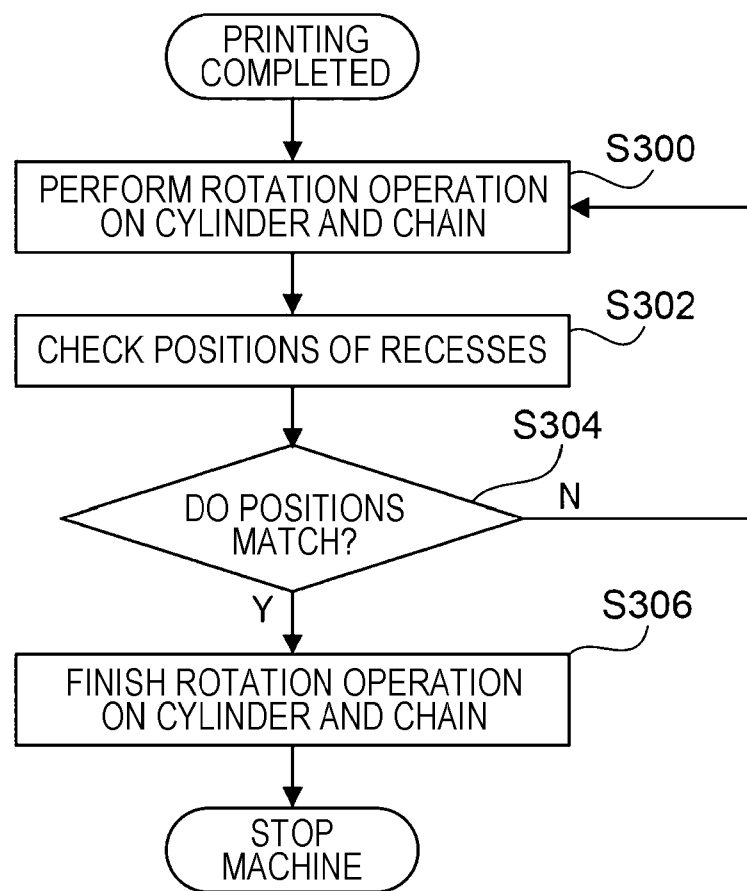 PRINTING
COMPLETED
S300
PERFORM ROTATION OPERATION
ON CYLINDER AND CHAIN
S302
CHECK POSITIONS OF RECESSES
S304
DO POSITIONS
MATCH?
N
Y
S306
FINISH ROTATION OPERATION
ON CYLINDER AND CHAIN
STOP
MACHINE